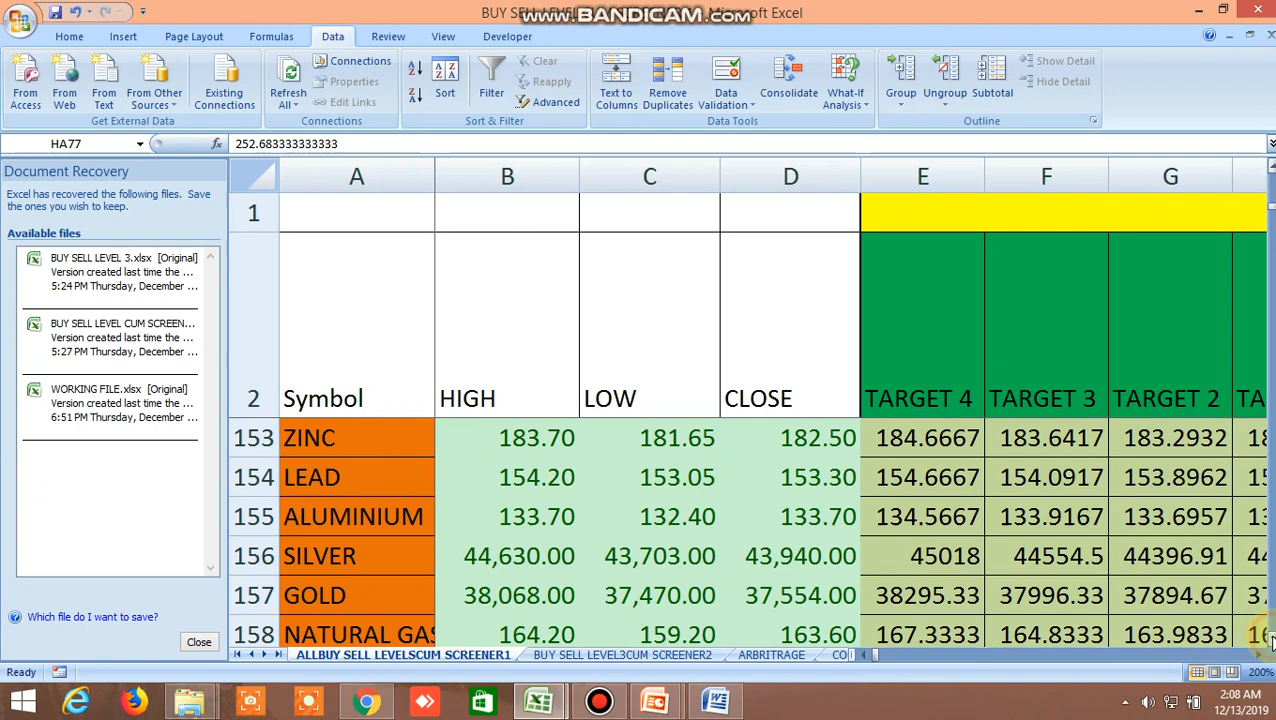 BUY SELL LEVEL
www.BANDICAM.com
Microsoft Excel
Home Insert Page Layout Formulas Data Review View Developer
From Access
From Web
From Text
From Other Sources
Existing Connections
Get External Data
Refresh All
Connections
Properties
Edit Links
Connections
Sort
Filter
Clear
Reapply
Advanced
Sort & Filter
Text to Columns
Remove Duplicates
Data Validation
Consolidate
What-If Analysis
Data Tools
Group
Ungroup
Subtotal
Show Detail
Hide Detail
Outline
HA77 fx 252.683333333333
Document Recovery
Excel has recovered the following files. Save
the ones you wish to keep.
Available files
BUY SELL LEVEL 3.xlsx [Original]
Version created last time the ...
5:24 PM Thursday, December ...
BUY SELL LEVEL CUM SCREEN...
Version created last time the ...
5:27 PM Thursday, December ...
WORKING FILE.xlsx [Original]
Version created last time the ...
6:51 PM Thursday, December ...
Which file do I want to save?
Close
A B C D E F G
1
2 Symbol HIGH LOW CLOSE TARGET 4 TARGET 3 TARGET 2 TA
153 ZINC 183.70 181.65 182.50 184.6667 183.6417 183.2932 18
154 LEAD 154.20 153.05 153.30 154.6667 154.0917 153.8962 15
155 ALUMINIUM 133.70 132.40 133.70 134.5667 133.9167 133.6957 13
156 SILVER 44,630.00 43,703.00 43,940.00 45018 44554.5 44396.91 44
157 GOLD 38,068.00 37,470.00 37,554.00 38295.33 37996.33 37894.67 37
158 NATURAL GAS 164.20 159.20 163.60 167.3333 164.8333 163.9833 16
ALLBUY SELL LEVELSCUM SCREENER1 BUY SELL LEVEL3CUM SCREENER2 ARBRITRAGE CO
Ready 200%
2:08 AM
12/13/2019